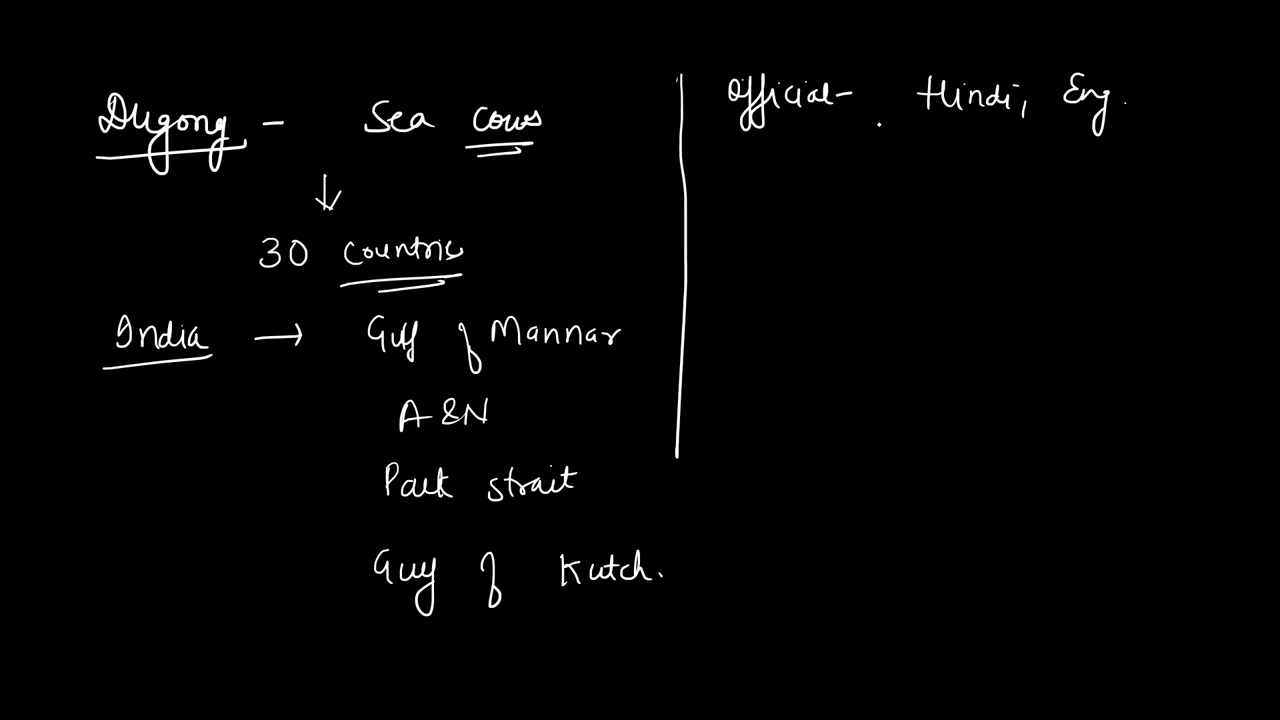 Dugong - Sea cows
↓
30 countries
India → Gulf of Mannar
A&N
Palk strait
Gulf of Kutch.
Official- Hindi, Eng.